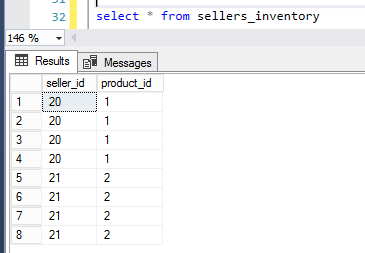 31
32 select * from sellers_inventory
146 %
Results Messages
seller_id product_id
1 20 1
2 20 1
3 20 1
4 20 1
5 21 2
6 21 2
7 21 2
8 21 2